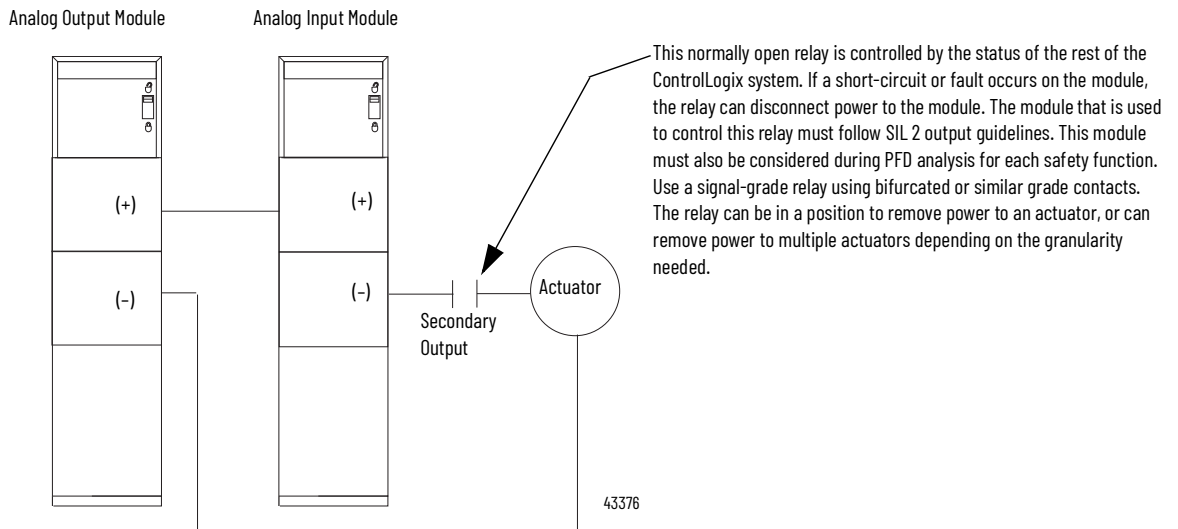 Analog Output Module
Analog Input Module
This normally open relay is controlled by the status of the rest of the
ControlLogix system. If a short-circuit or fault occurs on the module,
the relay can disconnect power to the module. The module that is used
to control this relay must follow SIL 2 output guidelines. This module
must also be considered during PFD analysis for each safety function.
Use a signal-grade relay using bifurcated or similar grade contacts.
The relay can be in a position to remove power to an actuator, or can
remove power to multiple actuators depending on the granularity
needed.
(+)
(+)
(–)
(–)
Secondary
Output
Actuator
43376